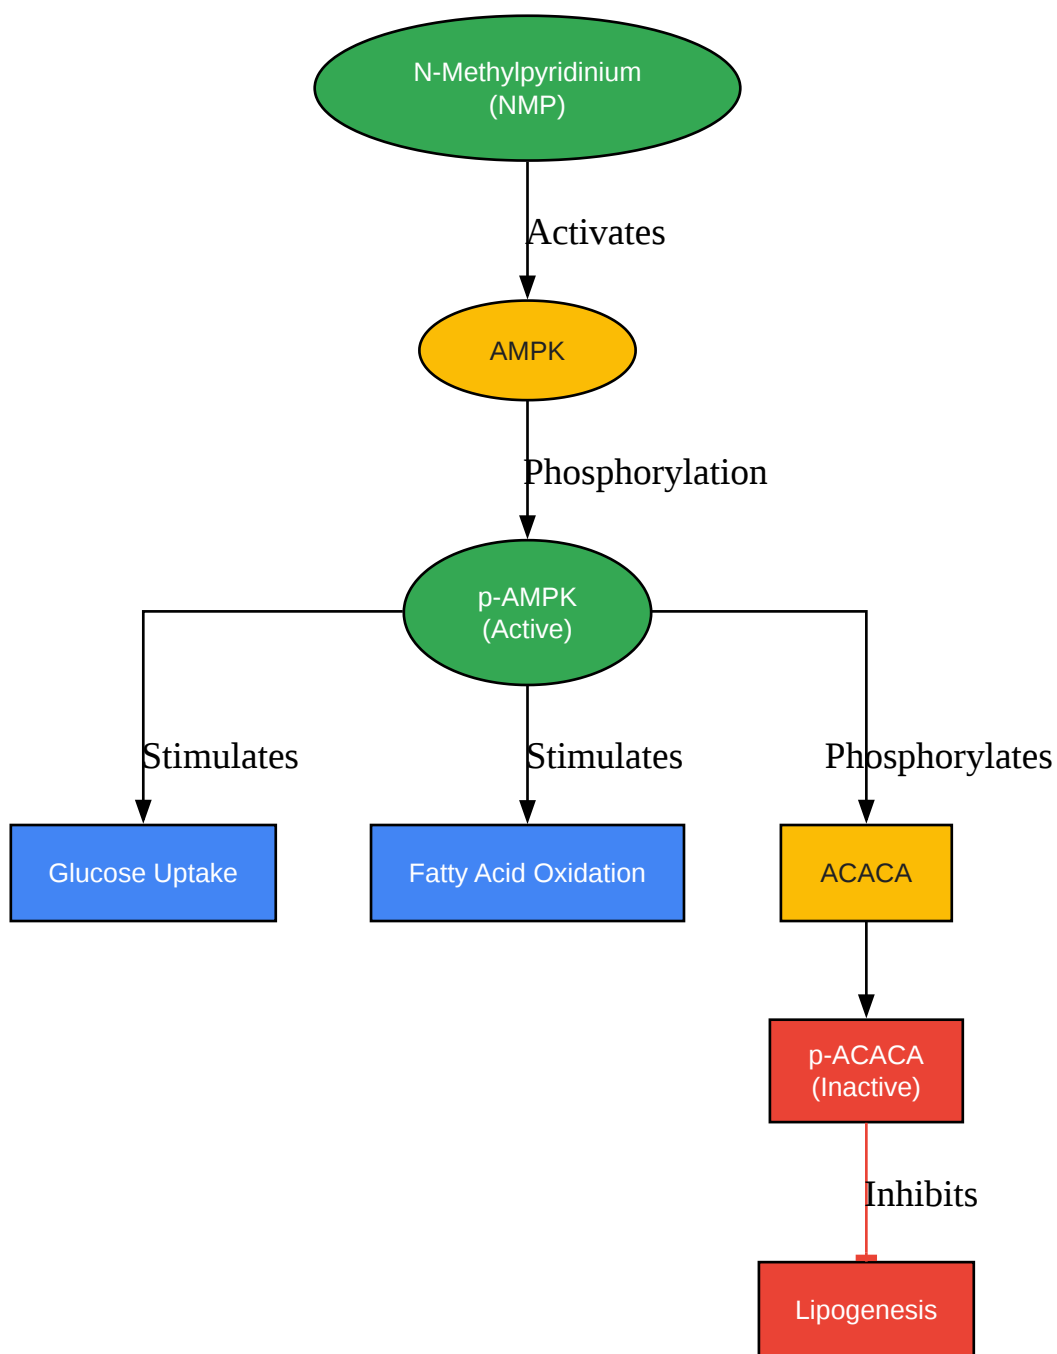 N-Methylpyridinium
(NMP)
Activates
AMPK
Phosphorylation
p-AMPK
(Active)
Stimulates
Stimulates
Phosphorylates
Glucose Uptake
Fatty Acid Oxidation
ACACA
p-ACACA
(Inactive)
Inhibits
Lipogenesis